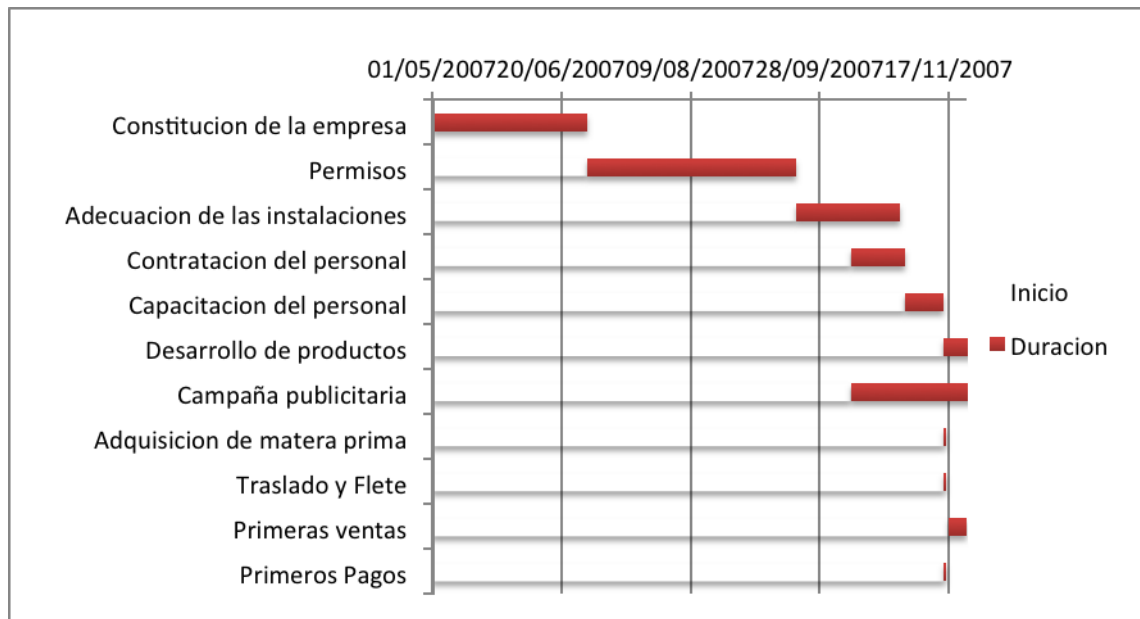 01/05/200720/06/200709/08/200728/09/200717/11/2007
Constitucion de la empresa
Permisos
Adecuacion de las instalaciones
Contratacion del personal
Capacitacion del personal
Desarrollo de productos
Campaña publicitaria
Adquisicion de matera prima
Traslado y Flete
Primeras ventas
Primeros Pagos
Inicio
Duracion